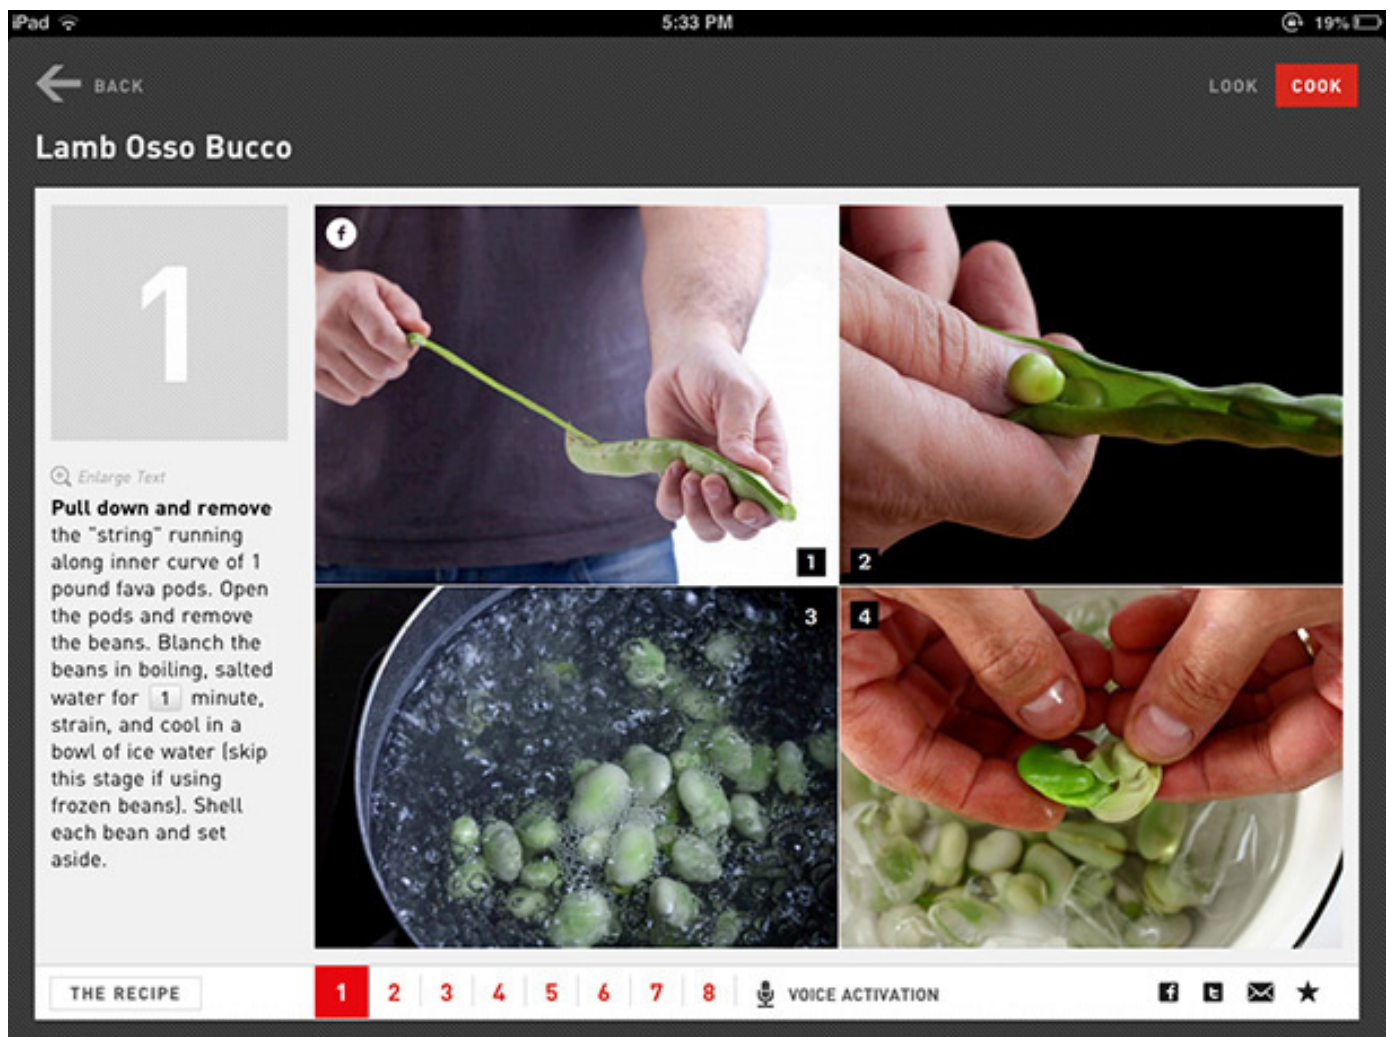 iPad 5:33 PM 19%
BACK LOOK COOK
Lamb Osso Bucco
1
Enlarge Text
Pull down and remove
the "string" running
along inner curve of 1
pound fava pods. Open
the pods and remove
the beans. Blanch the
beans in boiling, salted
water for 1 minute,
strain, and cool in a
bowl of ice water (skip
this stage if using
frozen beans). Shell
each bean and set
aside.
f
1
2
3
4
THE RECIPE 1 2 3 4 5 6 7 8 VOICE ACTIVATION f t